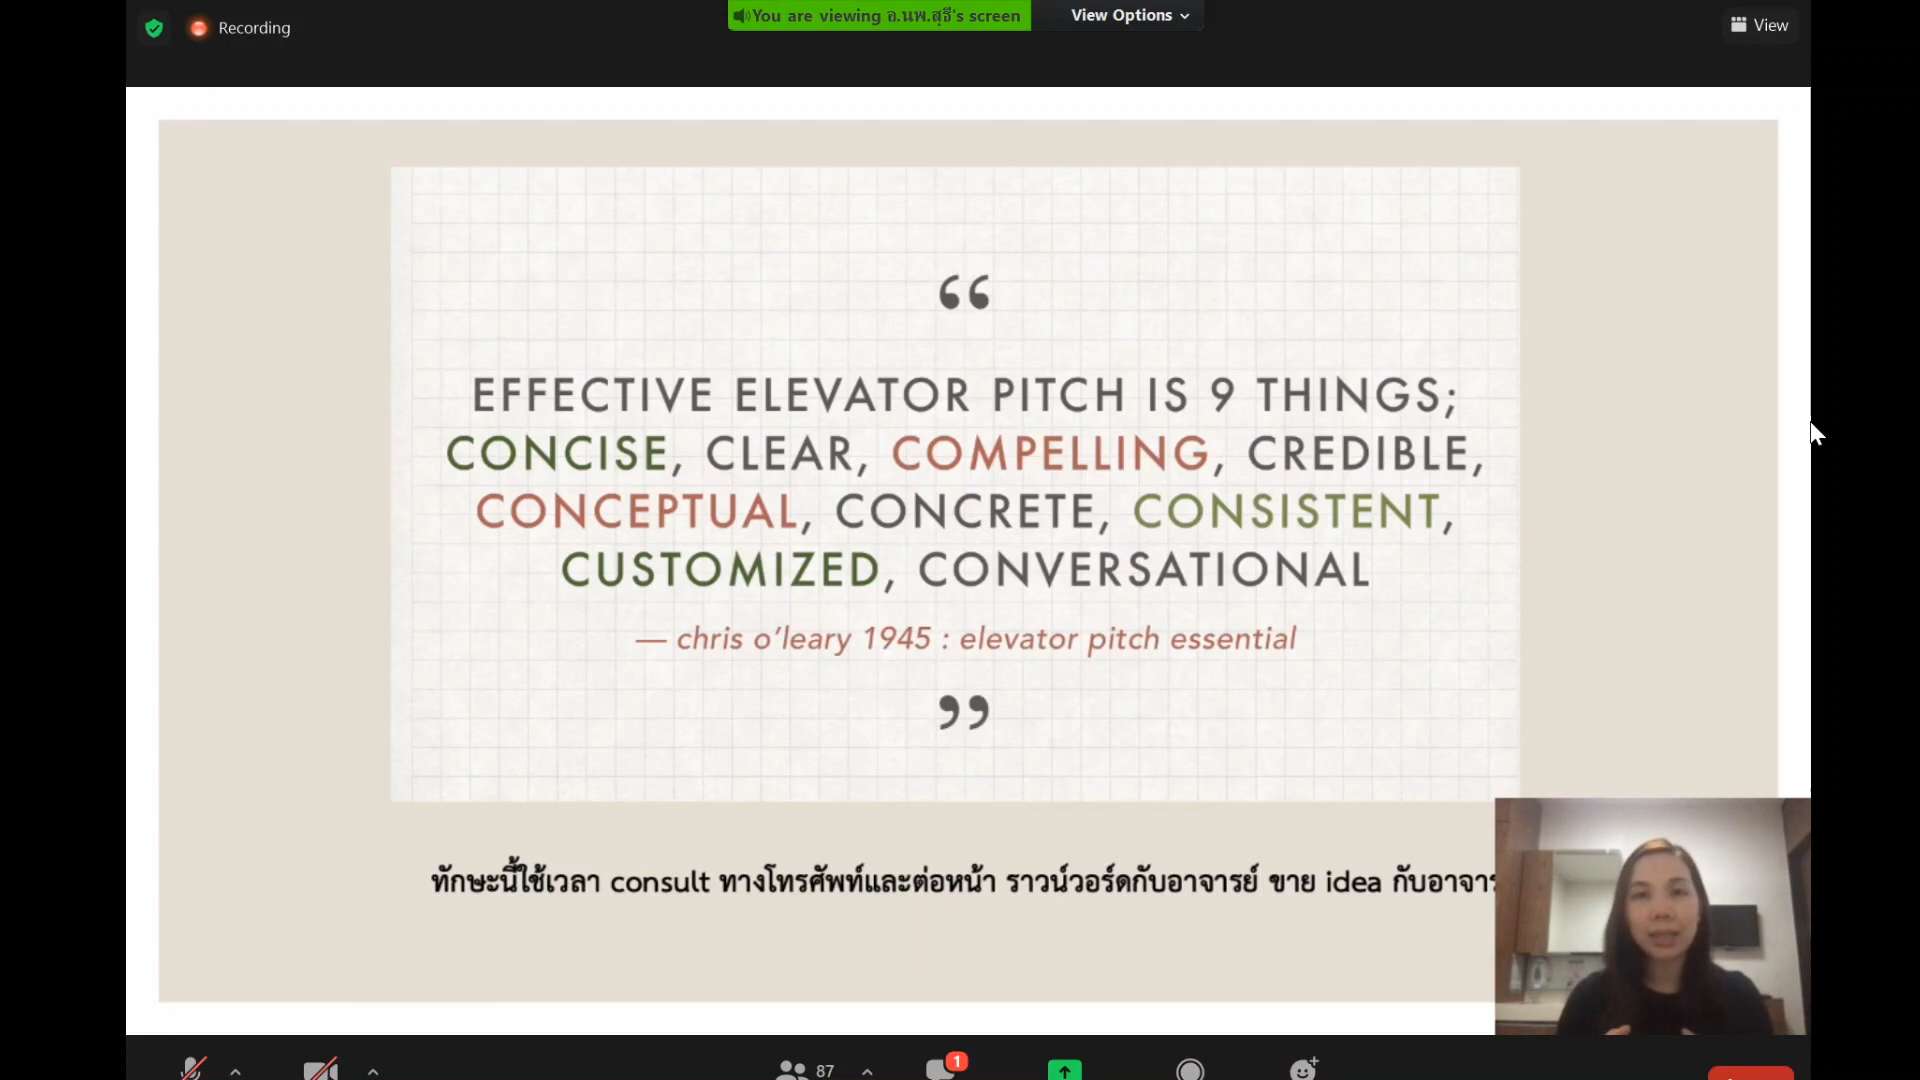 Recording
You are viewing อ.นพ.สุธี's screen
View Options
View
“
EFFECTIVE ELEVATOR PITCH IS 9 THINGS;
CONCISE, CLEAR, COMPELLING, CREDIBLE,
CONCEPTUAL, CONCRETE, CONSISTENT,
CUSTOMIZED, CONVERSATIONAL
— chris o’leary 1945 : elevator pitch essential
”
ทักษะนี้ใช้เวลา consult ทางโทรศัพท์และต่อหน้า ราวน์วอร์ดกับอาจารย์ ขาย idea กับ
87
1